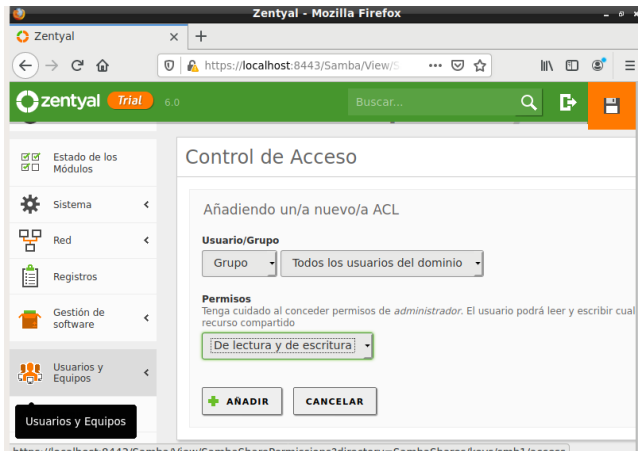 Zentyal - Mozilla Firefox
Zentyal
https://localhost:8443/Samba/View/S
zentyal Trial 6.0
Buscar...
Control de Acceso
Estado de los
Módulos
Sistema
Red
Registros
Gestión de
software
Usuarios y
Equipos
Usuarios y Equipos
Añadiendo un/a nuevo/a ACL
Usuario/Grupo
Grupo
Todos los usuarios del dominio
Permisos
Tenga cuidado al conceder permisos de administrador. El usuario podrá leer y escribir cual
recurso compartido
De lectura y de escritura
AÑADIR
CANCELAR